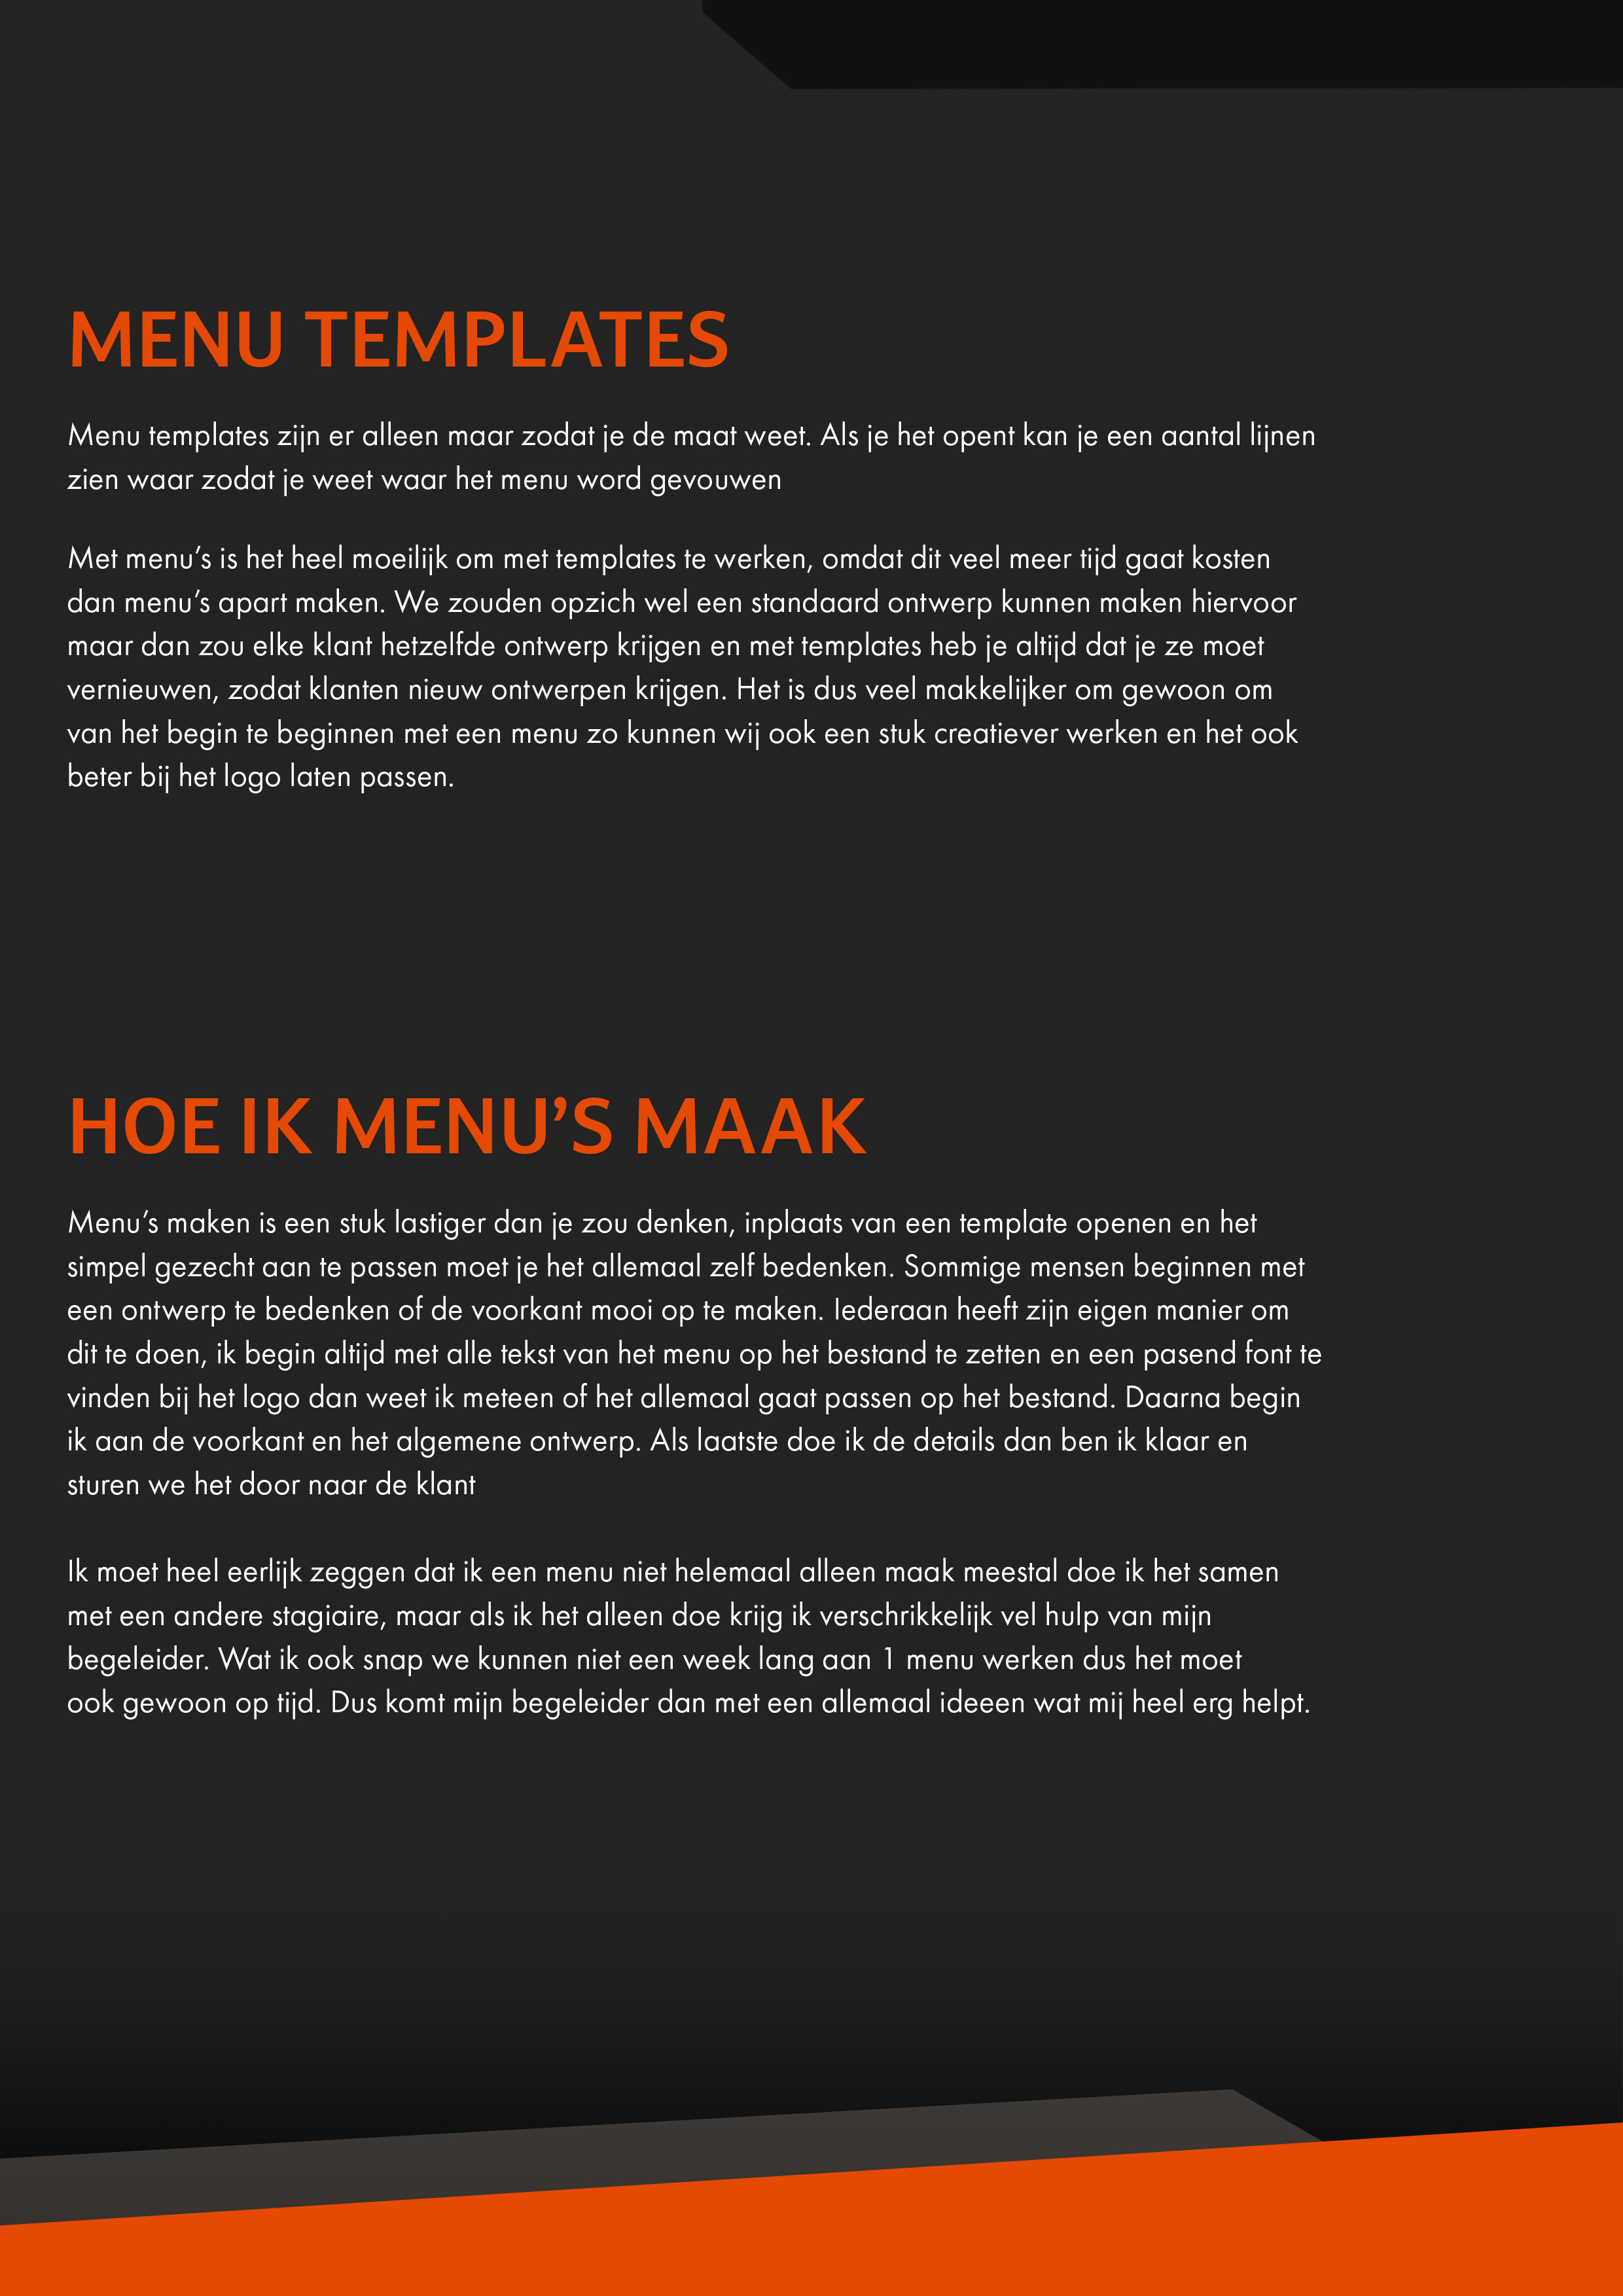 MENU TEMPLATES
Menu templates zijn er alleen maar zodat je de maat weet. Als je het opent kan je een aantal lijnen
zien waar zodat je weet waar het menu word gevouwen
Met menu’s is het heel moeilijk om met templates te werken, omdat dit veel meer tijd gaat kosten
dan menu’s apart maken. We zouden opzich wel een standaard ontwerp kunnen maken hiervoor
maar dan zou elke klant hetzelfde ontwerp krijgen en met templates heb je altijd dat je ze moet
vernieuwen, zodat klanten nieuw ontwerpen krijgen. Het is dus veel makkelijker om gewoon om
van het begin te beginnen met een menu zo kunnen wij ook een stuk creatiever werken en het ook
beter bij het logo laten passen.
HOE IK MENU’S MAAK
Menu’s maken is een stuk lastiger dan je zou denken, inplaats van een template openen en het
simpel gezecht aan te passen moet je het allemaal zelf bedenken. Sommige mensen beginnen met
een ontwerp te bedenken of de voorkant mooi op te maken. Iederaan heeft zijn eigen manier om
dit te doen, ik begin altijd met alle tekst van het menu op het bestand te zetten en een pasend font te
vinden bij het logo dan weet ik meteen of het allemaal gaat passen op het bestand. Daarna begin
ik aan de voorkant en het algemene ontwerp. Als laatste doe ik de details dan ben ik klaar en
sturen we het door naar de klant
Ik moet heel eerlijk zeggen dat ik een menu niet helemaal alleen maak meestal doe ik het samen
met een andere stagiaire, maar als ik het alleen doe krijg ik verschrikkelijk vel hulp van mijn
begeleider. Wat ik ook snap we kunnen niet een week lang aan 1 menu werken dus het moet
ook gewoon op tijd. Dus komt mijn begeleider dan met een allemaal ideeen wat mij heel erg helpt.